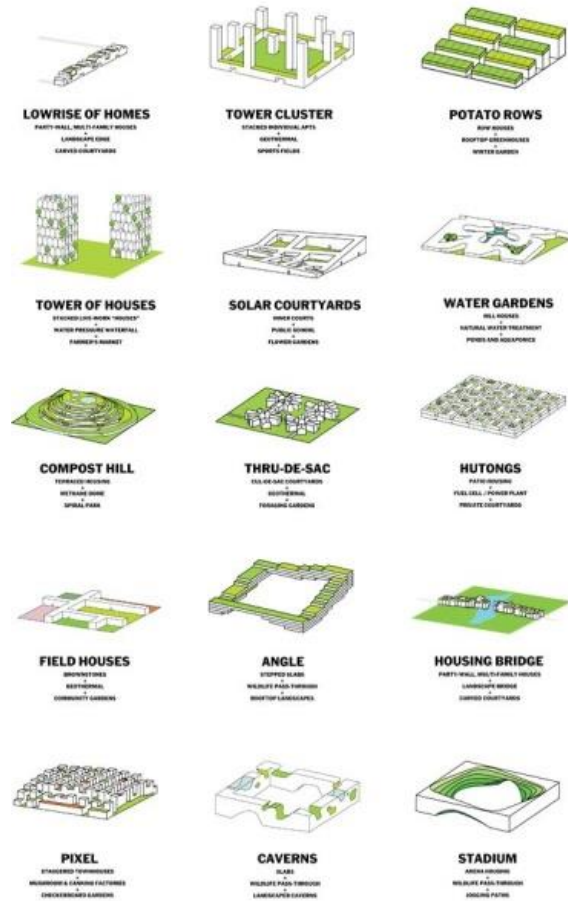 LOWRISE OF HOMES
PARTY-WALL, MULTI-FAMILY HOUSES
+
LANDSCAPE EDGE
+
CARVED COURTYARDS
TOWER CLUSTER
STACKED INDIVIDUAL APTS
+
GEOTHERMAL
+
SPORTS FIELDS
POTATO ROWS
ROW HOUSES
+
ROOFTOP GREENHOUSES
+
WINTER GARDEN
TOWER OF HOUSES
STACKED LIVE-WORK "HOUSES"
+
WATER PRESSURE WATERFALL
+
FARMER'S MARKET
SOLAR COURTYARDS
INNER COURTS
+
PUBLIC SCHOOL
+
FLOWER GARDENS
WATER GARDENS
HILL HOUSES
+
NATURAL WATER TREATMENT
+
PONDS AND AQUAPONICS
COMPOST HILL
TERRACED HOUSING
+
METHANE DOME
+
SPIRAL PARK
THRU-DE-SAC
CUL-DE-SAC COURTYARDS
+
GEOTHERMAL
+
FORAGING GARDENS
HUTONGS
PATIO HOUSING
+
FUEL CELL / POWER PLANT
+
PRIVATE COURTYARDS
FIELD HOUSES
BROWNSTONES
+
GEOTHERMAL
+
COMMUNITY GARDENS
ANGLE
STEPPED SLABS
+
WILDLIFE PASS-THROUGH
+
ROOFTOP LANDSCAPES
HOUSING BRIDGE
PARTY-WALL, MULTI-FAMILY HOUSES
+
LANDSCAPE BRIDGE
+
CARVED COURTYARDS
PIXEL
STAGGERED TOWNHOUSES
+
MUSHROOM & CANNING FACTORIES
+
CHECKERBOARD GARDENS
CAVERNS
SLABS
+
WILDLIFE PASS-THROUGH
+
LANDSCAPED CAVERNS
STADIUM
ARENA HOUSING
+
WILDLIFE PASS-THROUGH
+
JOGGING PATHS